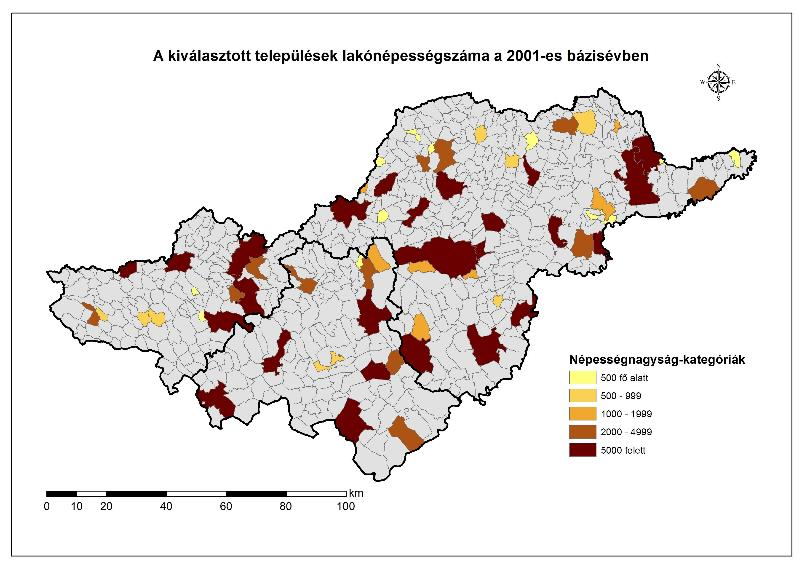 A kiválasztott települések lakónépességszáma a 2001-es bázisévben
N
W E
S
Népességnagyság-kategóriák
500 fő alatt
500 - 999
1000 - 1999
2000 - 4999
5000 felett
km
0 10 20 40 60 80 100